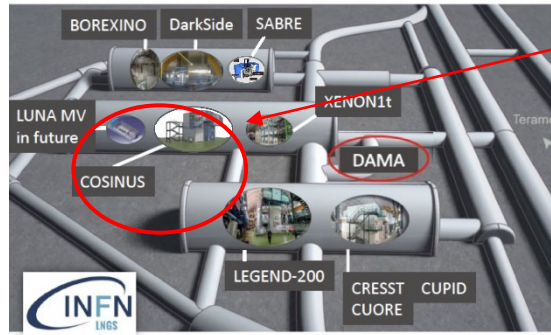 BOREXINO
DarkSide
SABRE
LUNA MV
in future
XENON1t
Teramo
DAMA
COSINUS
LEGEND-200
CRESST CUPID
CUORE
INFN
LNGS